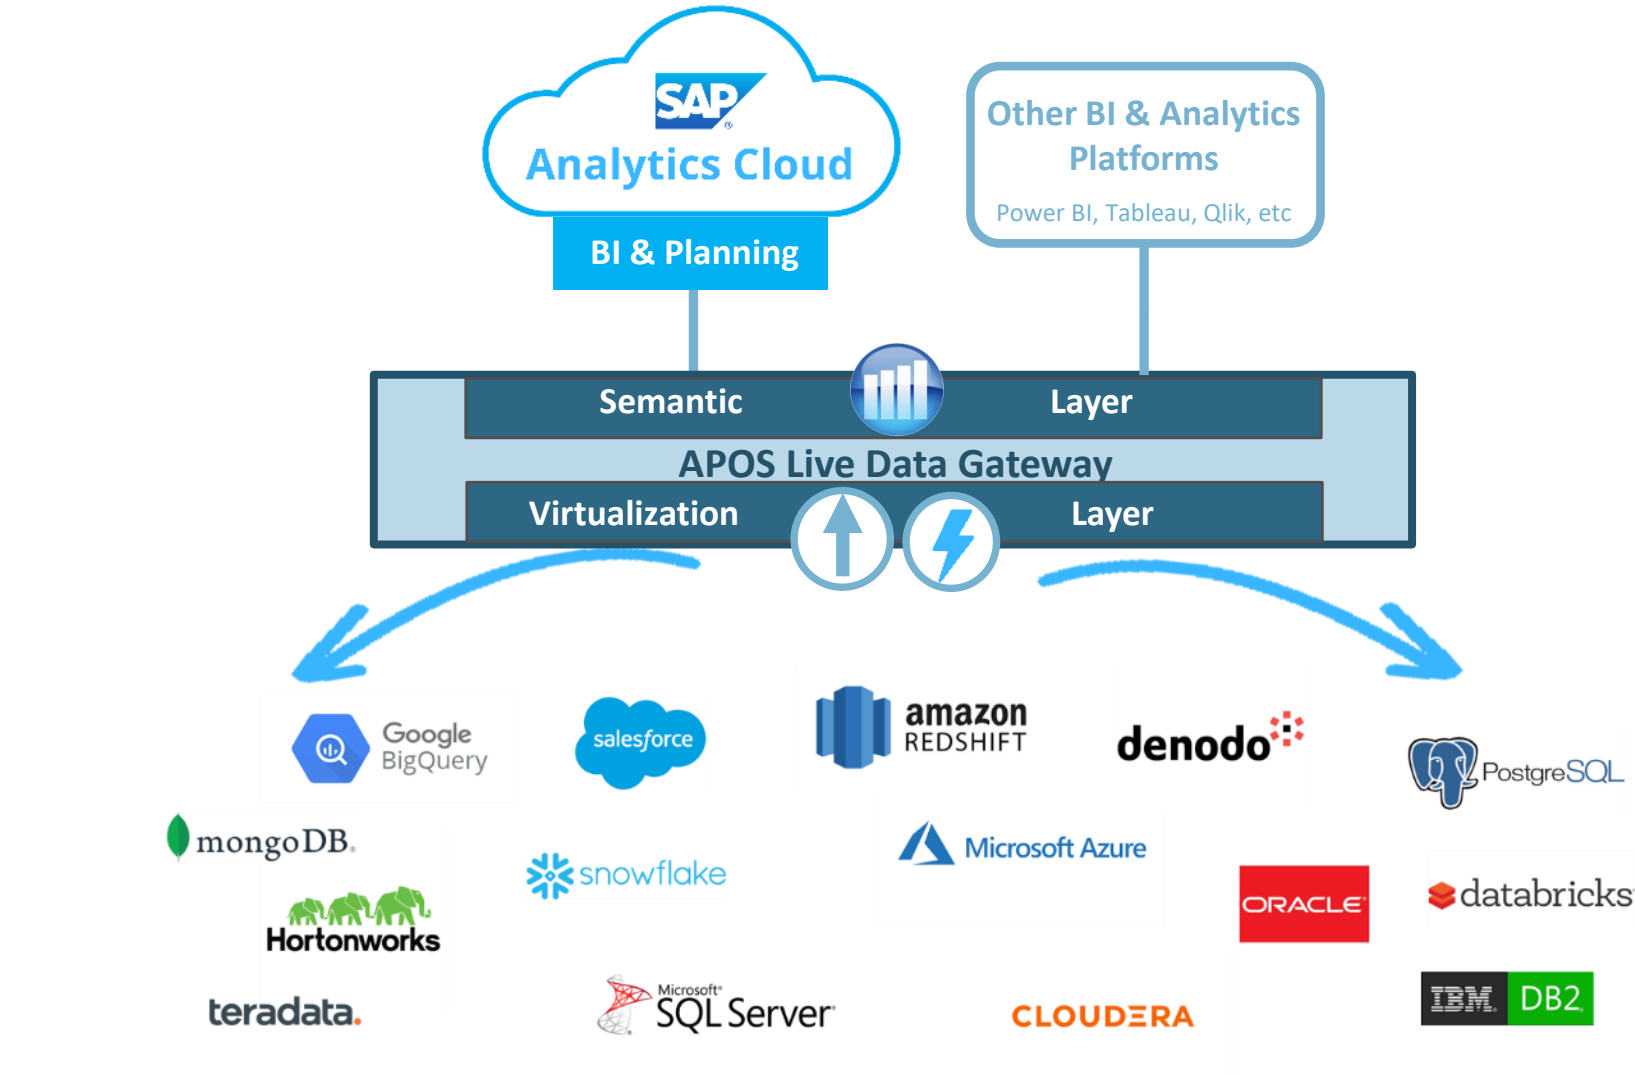 SAP
®
Analytics Cloud
BI & Planning
Other BI & Analytics
Platforms
Power BI, Tableau, Qlik, etc
Semantic Layer
APOS Live Data Gateway
Virtualization Layer
Google
BigQuery
salesforce
amazon
REDSHIFT
denodo
PostgreSQL
mongoDB.
snowflake
Microsoft Azure
ORACLE
databricks
Hortonworks
teradata.
Microsoft®
SQL Server
CLOUDERA
IBM. DB2.